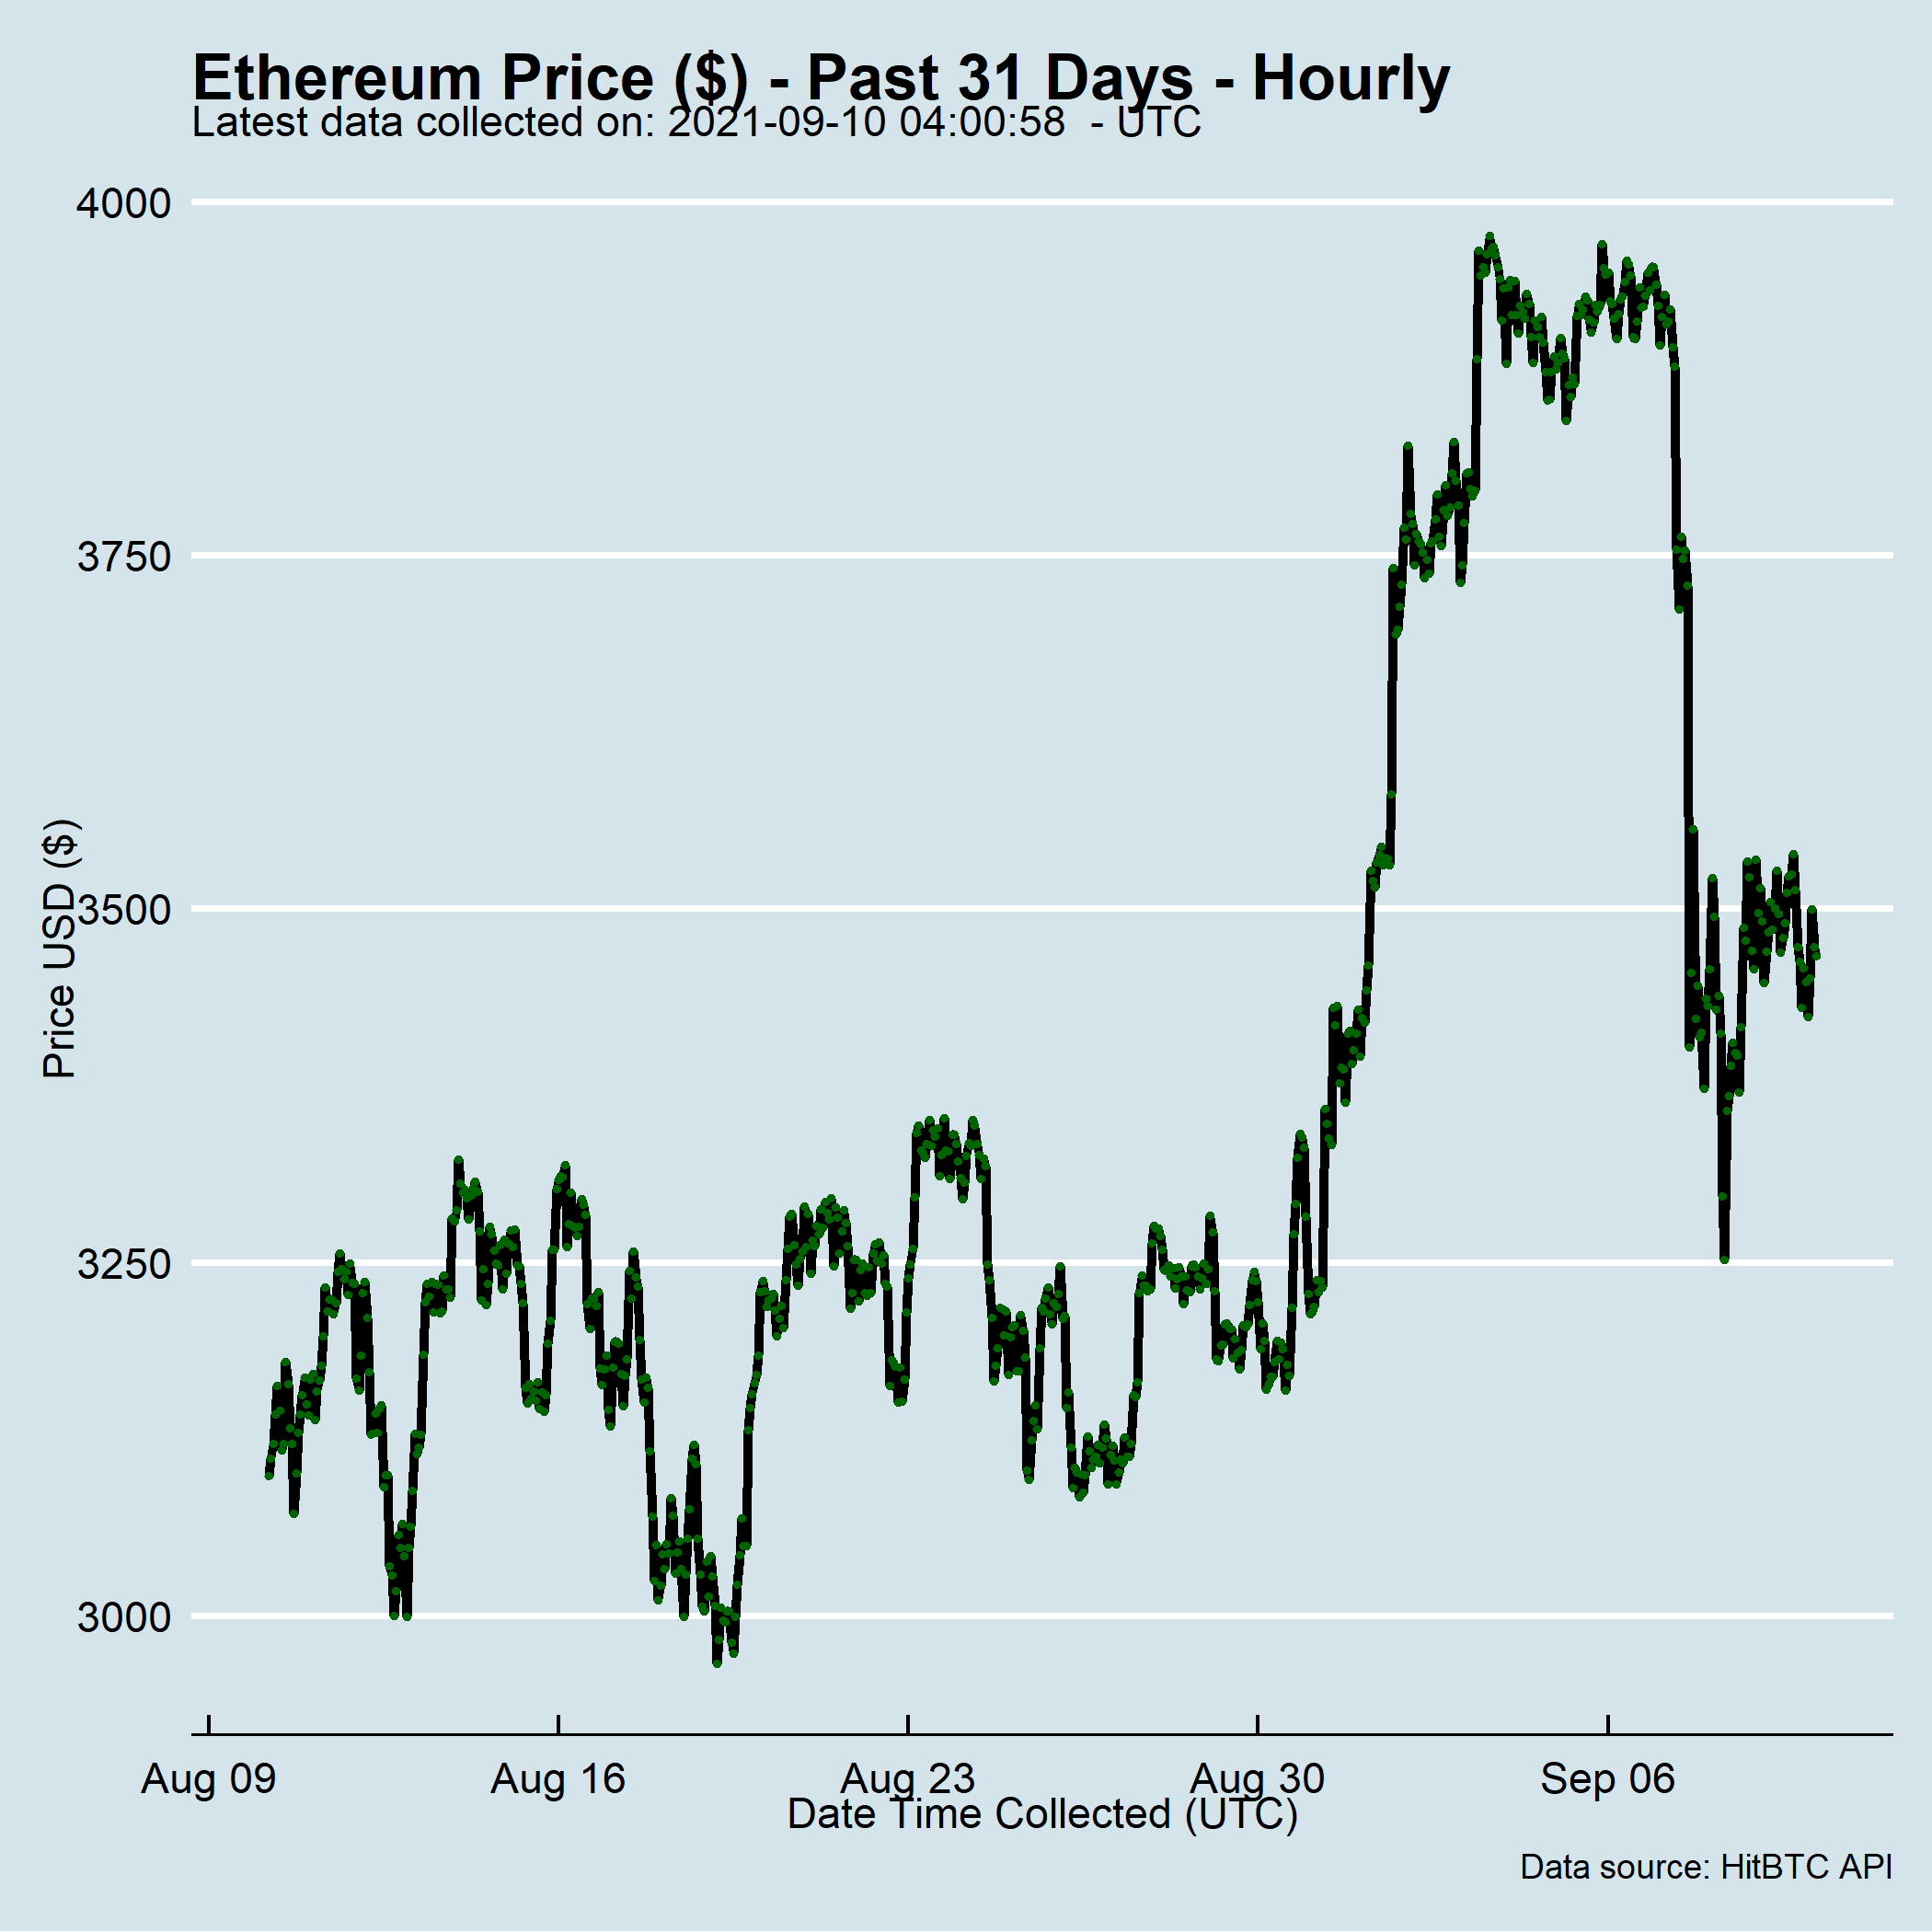 Ethereum Price ($) - Past 31 Days - Hourly
Latest data collected on: 2021-09-10 04:00:58  - UTC
4000
3750
3500
3250
3000
Price USD ($)
Aug 09
Aug 16
Aug 23
Aug 30
Sep 06
Date Time Collected (UTC)
Data source: HitBTC API